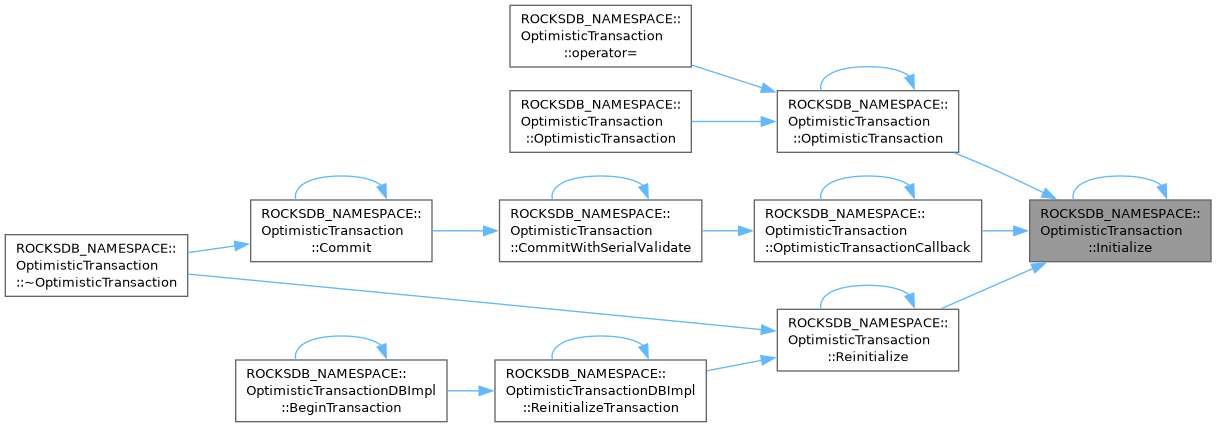 ROCKSDB_NAMESPACE::
OptimisticTransaction
::operator=
ROCKSDB_NAMESPACE::
OptimisticTransaction
::OptimisticTransaction
ROCKSDB_NAMESPACE::
OptimisticTransaction
::OptimisticTransaction
ROCKSDB_NAMESPACE::
OptimisticTransaction
::~OptimisticTransaction
ROCKSDB_NAMESPACE::
OptimisticTransaction
::Commit
ROCKSDB_NAMESPACE::
OptimisticTransaction
::CommitWithSerialValidate
ROCKSDB_NAMESPACE::
OptimisticTransaction
::OptimisticTransactionCallback
ROCKSDB_NAMESPACE::
OptimisticTransaction
::Initialize
ROCKSDB_NAMESPACE::
OptimisticTransaction
::Reinitialize
ROCKSDB_NAMESPACE::
OptimisticTransactionDBImpl
::BeginTransaction
ROCKSDB_NAMESPACE::
OptimisticTransactionDBImpl
::ReinitializeTransaction